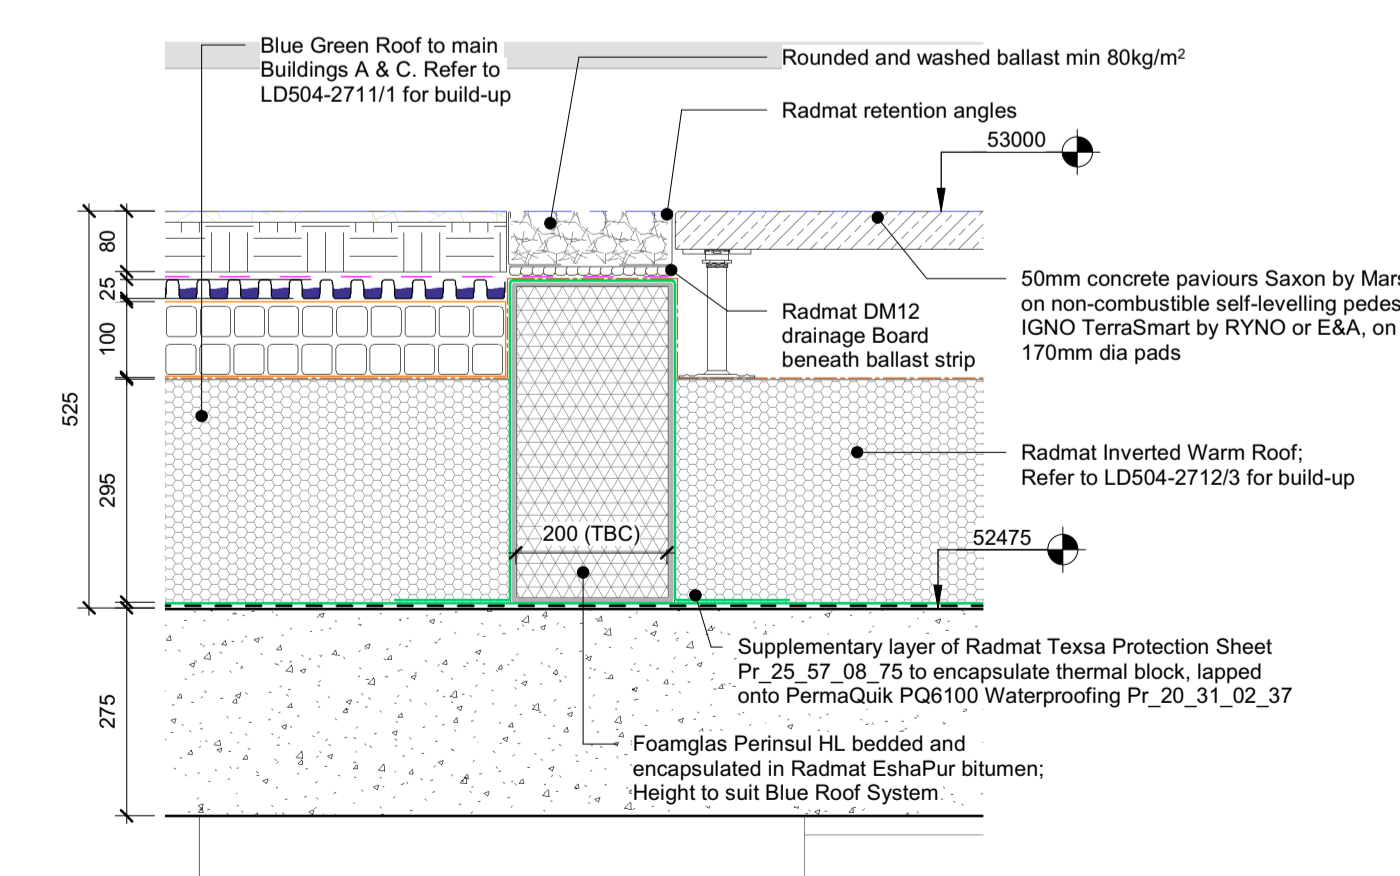 Blue Green Roof to main
Buildings A & C. Refer to
LD504-2711/1 for build-up
Rounded and washed ballast min 80kg/m²
Radmat retention angles
53000
80
25
100
525
295
275
50mm concrete paviours Saxon by Mars
on non-combustible self-levelling pedes
IGNO TerraSmart by RYNO or E&A, on
170mm dia pads
Radmat DM12
drainage Board
beneath ballast strip
Radmat Inverted Warm Roof;
Refer to LD504-2712/3 for build-up
200 (TBC)
52475
Supplementary layer of Radmat Texsa Protection Sheet
Pr_25_57_08_75 to encapsulate thermal block, lapped
onto PermaQuik PQ6100 Waterproofing Pr_20_31_02_37
Foamglas Perinsul HL bedded and
encapsulated in Radmat EshaPur bitumen;
Height to suit Blue Roof System